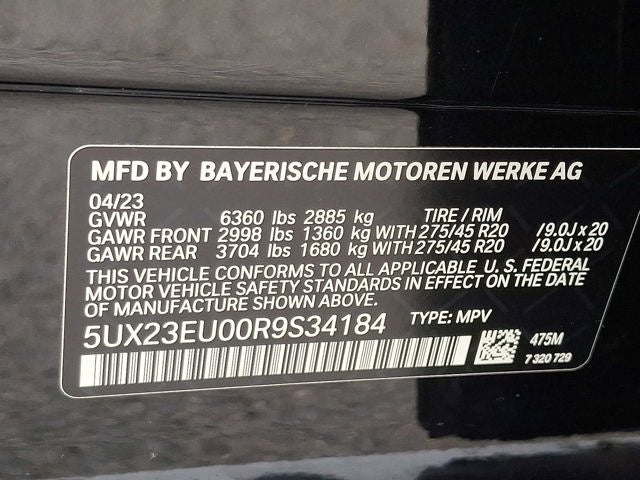 MFD BY BAYERISCHE MOTOREN WERKE AG
04/23
GVWR 6360 lbs 2885 kg TIRE / RIM
GAWR FRONT 2998 lbs 1360 kg WITH 275/45 R20 /9.0J x 20
GAWR REAR 3704 lbs 1680 kg WITH 275/45 R20 /9.0J x 20
THIS VEHICLE CONFORMS TO ALL APPLICABLE U. S. FEDERAL
MOTOR VEHICLE SAFETY STANDARDS IN EFFECT ON THE DATE
OF MANUFACTURE SHOWN ABOVE.
5UX23EU00R9S34184 TYPE: MPV
475M
7 320 729